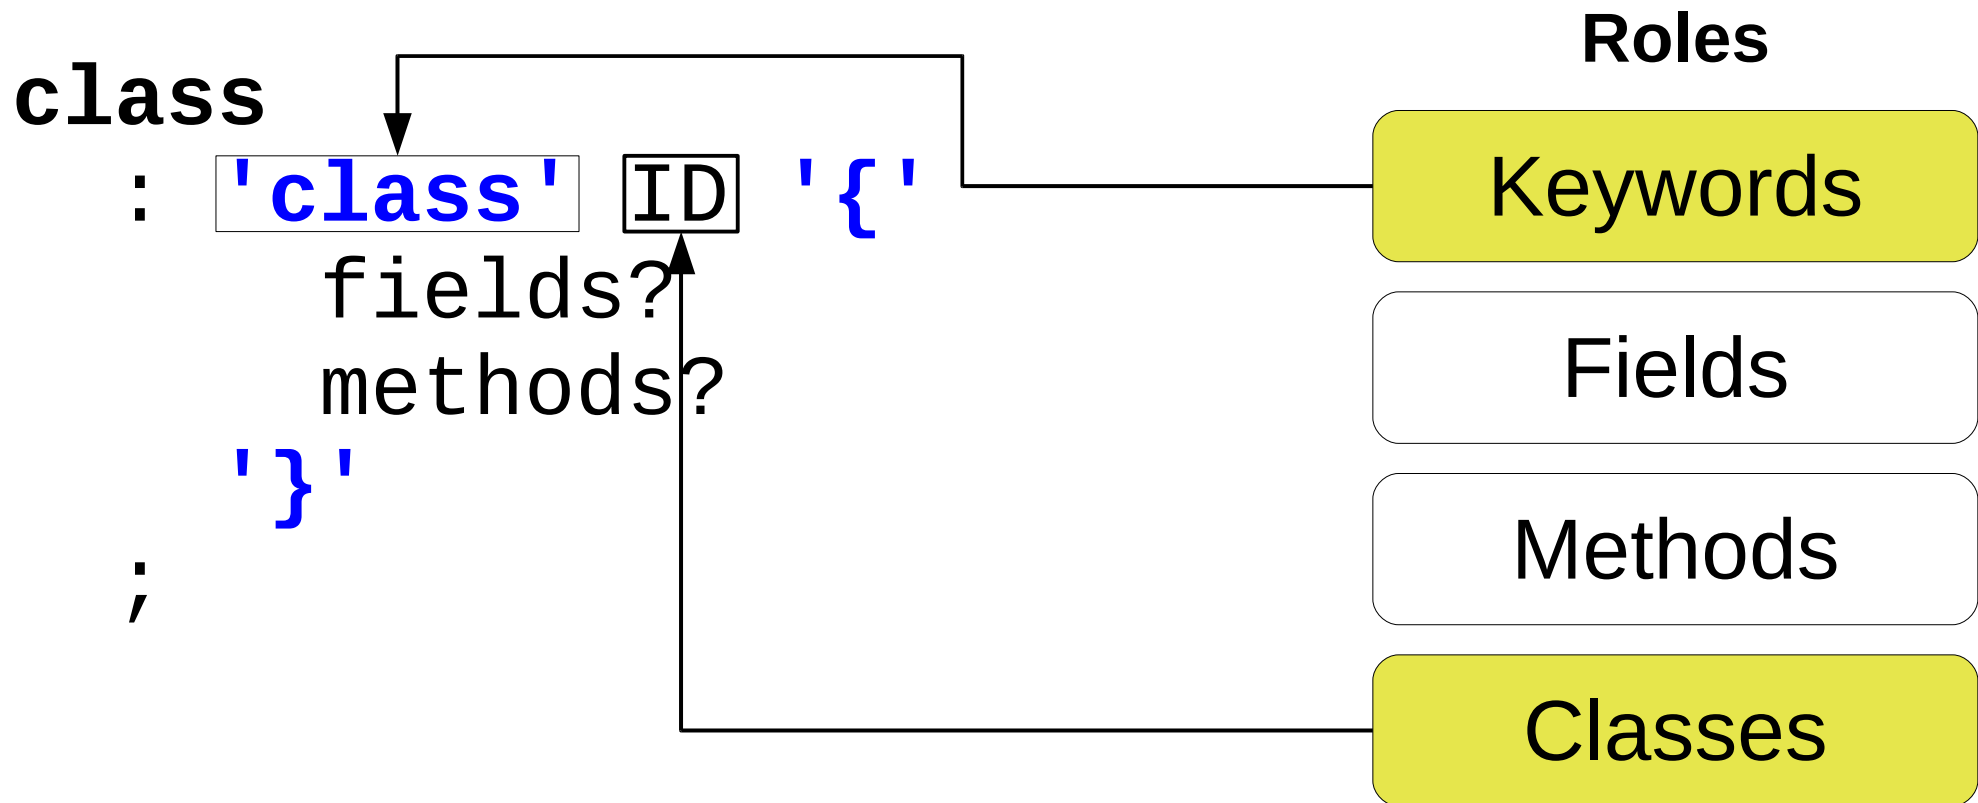 class
: 'class' ID '{'
fields?
methods?
'}'
;
Roles
Keywords
Fields
Methods
Classes